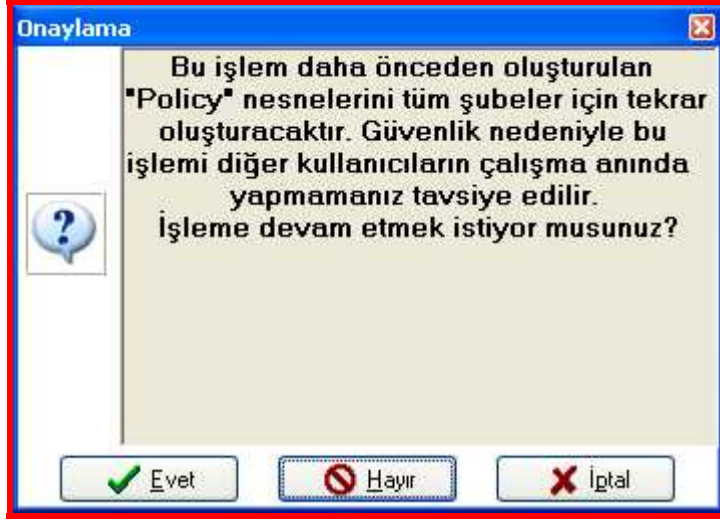 Onaylama
Bu işlem daha önceden oluşturulan
"Policy" nesnelerini tüm şubeler için tekrar
oluşturacaktır. Güvenlik nedeniyle bu
işlemi diğer kullanıcıların çalışma anında
yapmamanız tavsiye edilir.
İşleme devam etmek istiyor musunuz?
Evet Hayır İptal